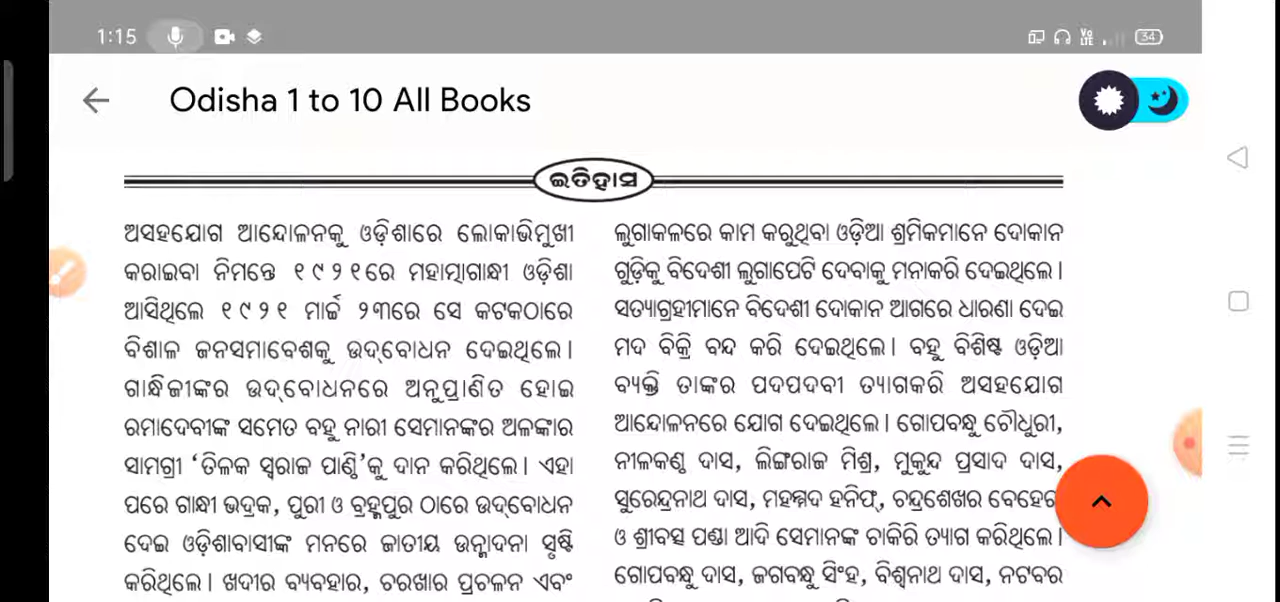 1:15
Vo LTE
34
Odisha 1 to 10 All Books
ଇତିହାସ
ଅସହଯୋଗ ଆନ୍ଦୋଳନକୁ ଓଡ଼ିଶାରେ ଲୋକାଭିମୁଖୀ
କରାଇବା ନିମନ୍ତେ ୧୯୨୧ରେ ମହାତ୍ମାଗାନ୍ଧୀ ଓଡ଼ିଶା
ଆସିଥିଲେ ୧୯୨୧ ମାର୍ଚ୍ଚ ୨୩ରେ ସେ କଟକଠାରେ
ବିଶାଳ ଜନସମାବେଶକୁ ଉଦ୍‌ବୋଧନ ଦେଇଥିଲେ।
ଗାନ୍ଧିଜୀଙ୍କର ଉଦ୍‌ବୋଧନରେ ଅନୁପ୍ରାଣିତ ହୋଇ
ରମାଦେବୀଙ୍କ ସମେତ ବହୁ ନାରୀ ସେମାନଙ୍କର ଅଳଙ୍କାର
ସାମଗ୍ରୀ ‘ତିଳକ ସ୍ୱରାଜ ପାଣ୍ଠି’କୁ ଦାନ କରିଥିଲେ। ଏହା
ପରେ ଗାନ୍ଧୀ ଭଦ୍ରକ, ପୁରୀ ଓ ବ୍ରହ୍ମପୁର ଠାରେ ଉଦ୍‌ବୋଧନ
ଦେଇ ଓଡ଼ିଶାବାସୀଙ୍କ ମନରେ ଜାତୀୟ ଉନ୍ମାଦନା ସୃଷ୍ଟି
କରିଥିଲେ। ଖଦୀର ବ୍ୟବହାର, ଚରଖାର ପ୍ରଚଳନ ଏବଂ
ଲୁଗାକଳରେ କାମ କରୁଥିବା ଓଡ଼ିଆ ଶ୍ରମିକମାନେ ଦୋକାନ
ଗୁଡ଼ିକୁ ବିଦେଶୀ ଲୁଗାପେଟି ଦେବାକୁ ମନାକରି ଦେଇଥିଲେ।
ସତ୍ୟାଗ୍ରହୀମାନେ ବିଦେଶୀ ଦୋକାନ ଆଗରେ ଧାରଣା ଦେଇ
ମଦ ବିକ୍ରି ବନ୍ଦ କରି ଦେଇଥିଲେ। ବହୁ ବିଶିଷ୍ଟ ଓଡ଼ିଆ
ବ୍ୟକ୍ତି ତାଙ୍କର ପଦପଦବୀ ତ୍ୟାଗକରି ଅସହଯୋଗ
ଆନ୍ଦୋଳନରେ ଯୋଗ ଦେଇଥିଲେ। ଗୋପବନ୍ଧୁ ଚୌଧୁରୀ,
ନୀଳକଣ୍ଠ ଦାସ, ଲିଙ୍ଗରାଜ ମିଶ୍ର, ମୁକୁନ୍ଦ ପ୍ରସାଦ ଦାସ,
ସୁରେନ୍ଦ୍ରନାଥ ଦାସ, ମହମ୍ମଦ ହନିଫ୍, ଚନ୍ଦ୍ରଶେଖର ବେହେରା
ଓ ଶ୍ରୀବତ୍ସ ପଣ୍ଡା ଆଦି ସେମାନଙ୍କ ଚାକିରି ତ୍ୟାଗ କରିଥିଲେ।
ଗୋପବନ୍ଧୁ ଦାସ, ଜଗବନ୍ଧୁ ସିଂହ, ବିଶ୍ୱନାଥ ଦାସ, ନଟବର